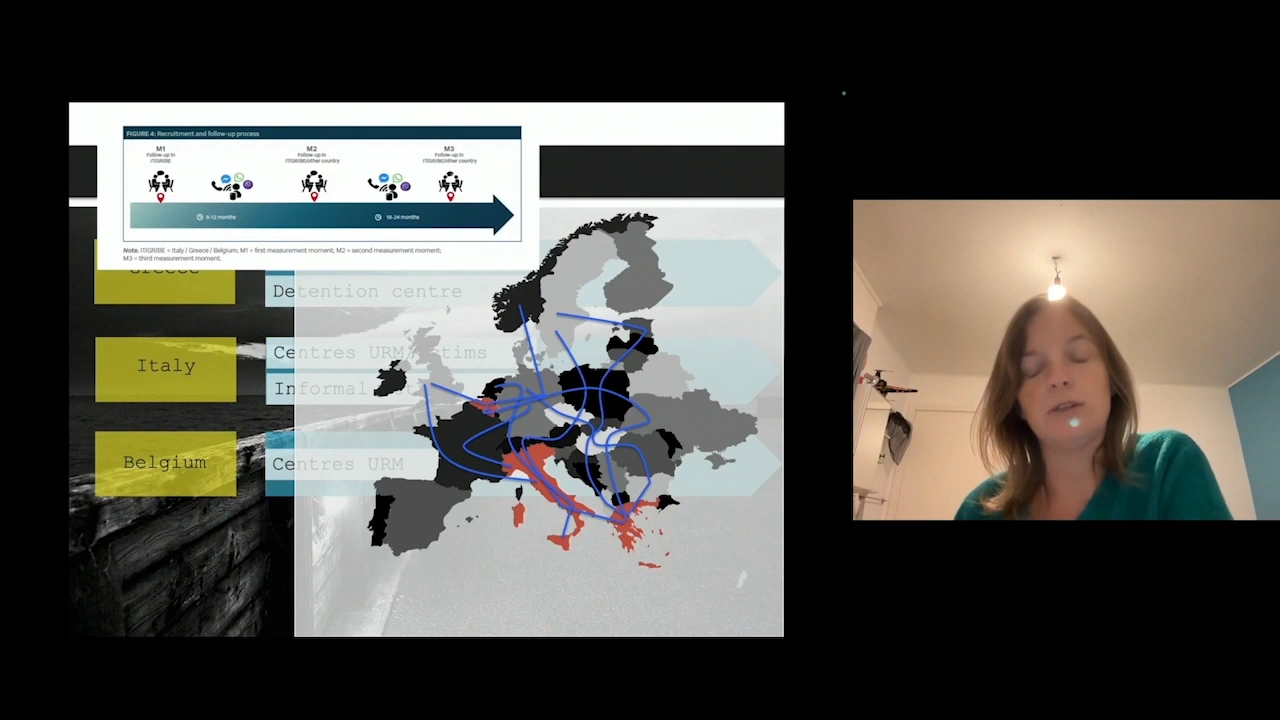 FIGURE 4: Recruitment and follow-up process
M1
Follow-up in
IT/GR/BE
M2
Follow-up in
IT/GR/BE/other country
M3
Follow-up in
IT/GR/BE/other country
6-12 months
18-24 months
Note. IT/GR/BE = Italy / Greece / Belgium; M1 = first measurement moment; M2 = second measurement moment;
M3 = third measurement moment.
Greece
Detention centre
Italy
Centres URM/
Informal
Belgium
Centres URM